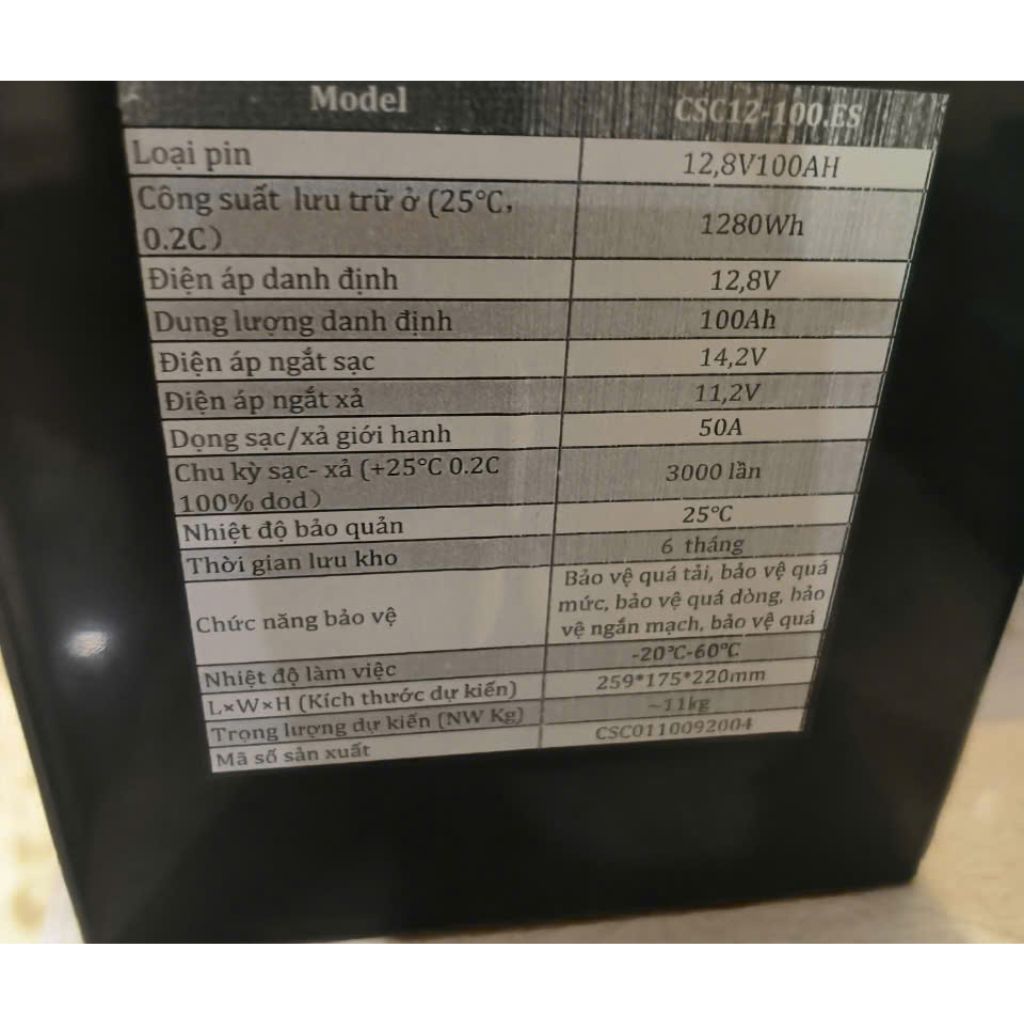 Model CSC12-100.ES
Loại pin 12,8V100AH
Công suất lưu trữ ở (25°C,
0.2C) 1280Wh
Điện áp danh định 12,8V
Dung lượng danh định 100Ah
Điện áp ngắt sạc 14,2V
Điện áp ngắt xả 11,2V
Dọng sạc/xả giới hanh 50A
Chu kỳ sạc- xả (+25°C 0.2C
100% dod) 3000 lần
Nhiệt độ bảo quản 25°C
Thời gian lưu kho 6 tháng
Chức năng bảo vệ
Bảo vệ quá tải, bảo vệ quá
mức, bảo vệ quá dòng, bảo
vệ ngắn mạch, bảo vệ quá
Nhiệt độ làm việc -20°C-60°C
L×W×H (Kích thước dự kiến) 259*175*220mm
Trọng lượng dự kiến (NW Kg) ~11kg
Mã số sản xuất CSC0110092004